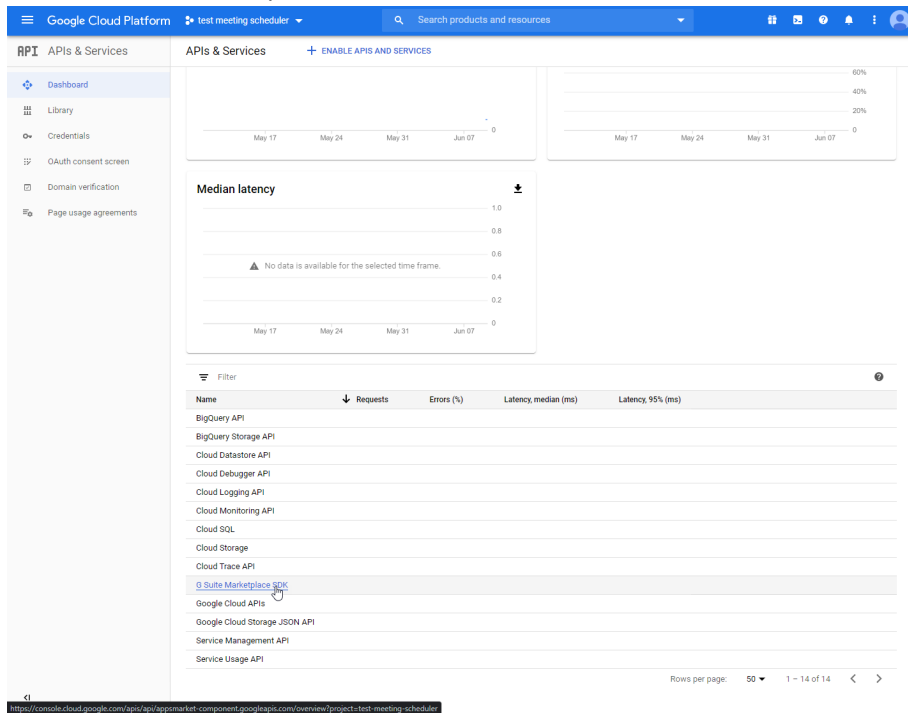 Google Cloud Platform test meeting scheduler Search products and resources
API APIs & Services APIs & Services + ENABLE APIS AND SERVICES
Dashboard
Library
Credentials
OAuth consent screen
Domain verification
Page usage agreements
60%
40%
20%
0 0
May 17 May 24 May 31 Jun 07 May 17 May 24 May 31 Jun 07
Median latency
1.0
0.8
0.6
No data is available for the selected time frame.
0.4
0.2
0
May 17 May 24 May 31 Jun 07
Filter
Name Requests Errors (%) Latency, median (ms) Latency, 95% (ms)
BigQuery API
BigQuery Storage API
Cloud Datastore API
Cloud Debugger API
Cloud Logging API
Cloud Monitoring API
Cloud SQL
Cloud Storage
Cloud Trace API
G Suite Marketplace SDK
Google Cloud APIs
Google Cloud Storage JSON API
Service Management API
Service Usage API
Rows per page: 50 1 – 14 of 14
https://console.cloud.google.com/apis/api/appsmarket-component.googleapis.com/overview?project=test-meeting-scheduler